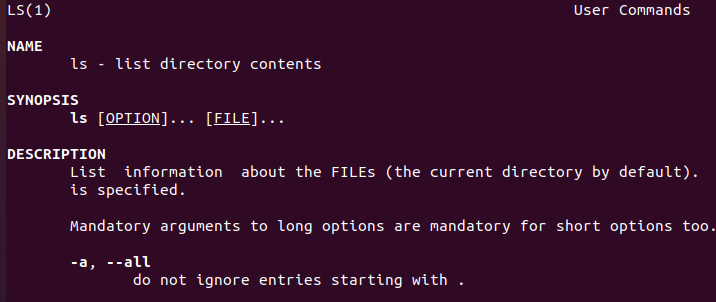 LS(1) User Commands
NAME
ls - list directory contents
SYNOPSIS
ls [OPTION]... [FILE]...
DESCRIPTION
List information about the FILEs (the current directory by default).
is specified.
Mandatory arguments to long options are mandatory for short options too.
-a, --all
do not ignore entries starting with .